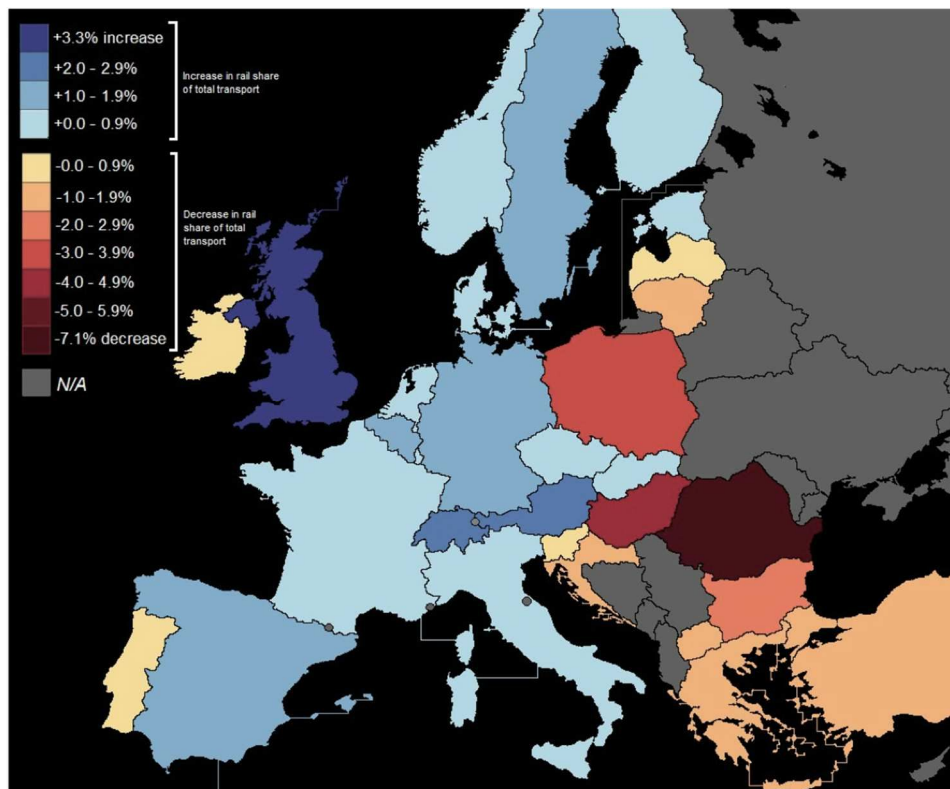 +3.3% increase
+2.0 - 2.9%
+1.0 - 1.9%
+0.0 - 0.9%
Increase in rail share
of total transport
-0.0 - 0.9%
-1.0 -1.9%
-2.0 - 2.9%
-3.0 - 3.9%
-4.0 - 4.9%
-5.0 - 5.9%
-7.1% decrease
Decrease in rail
share of total
transport
N/A